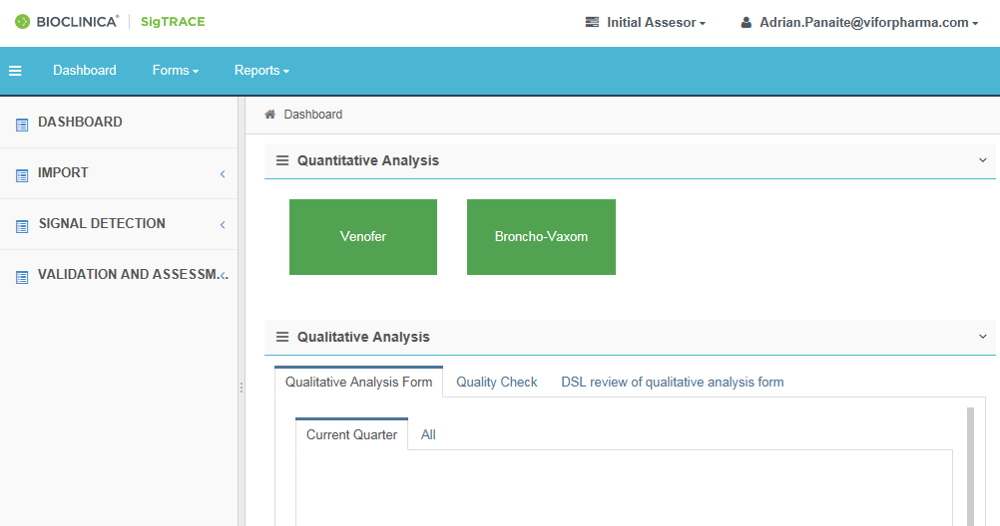 BIOCLINICA® SigTRACE Initial Assesor Adrian.Panaite@viforpharma.com
Dashboard Forms Reports
DASHBOARD
IMPORT
SIGNAL DETECTION
VALIDATION AND ASSESSM...
Dashboard
Quantitative Analysis
Venofer Broncho-Vaxom
Qualitative Analysis
Qualitative Analysis Form Quality Check DSL review of qualitative analysis form
Current Quarter All